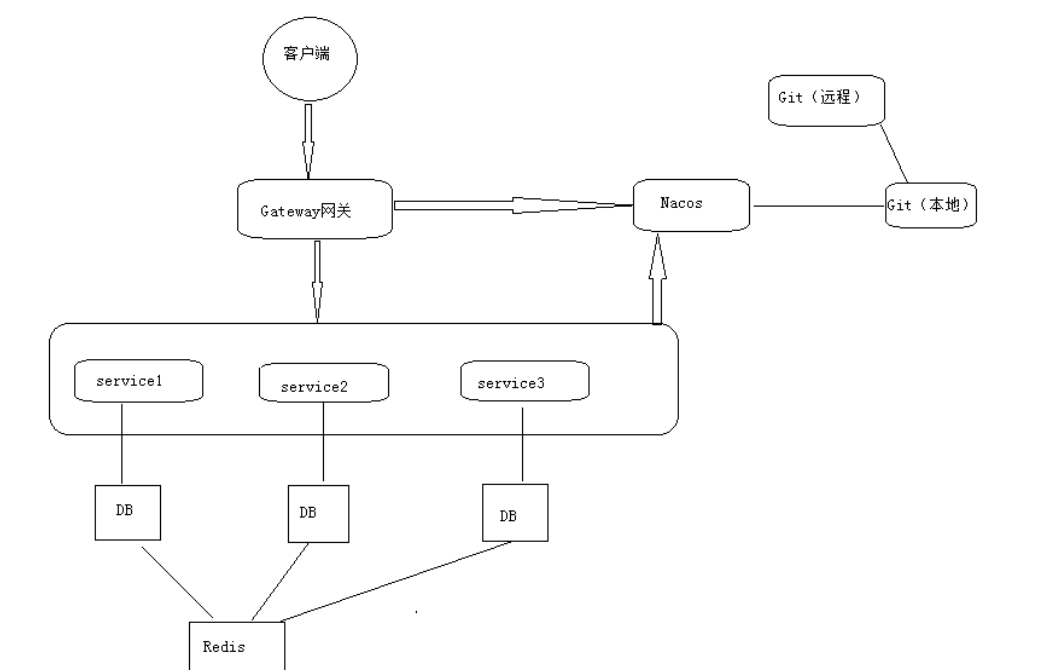 客户端
Git（远程）
Gateway网关
Nacos
Git（本地）
service1
service2
service3
DB
DB
DB
Redis